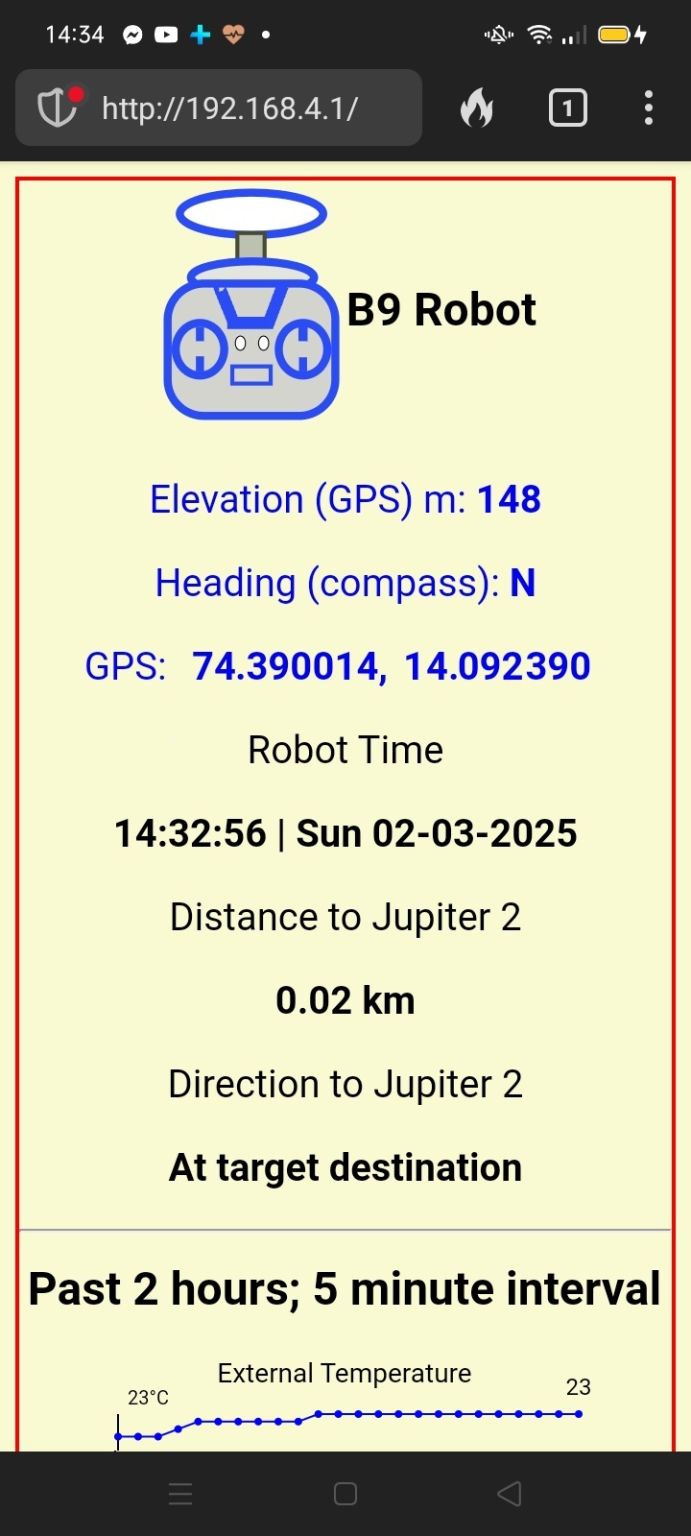 14:34
http://192.168.4.1/
1
B9 Robot
Elevation (GPS) m: 148
Heading (compass): N
GPS: 74.390014, 14.092390
Robot Time
14:32:56 | Sun 02-03-2025
Distance to Jupiter 2
0.02 km
Direction to Jupiter 2
At target destination
Past 2 hours; 5 minute interval
External Temperature
23°C
23